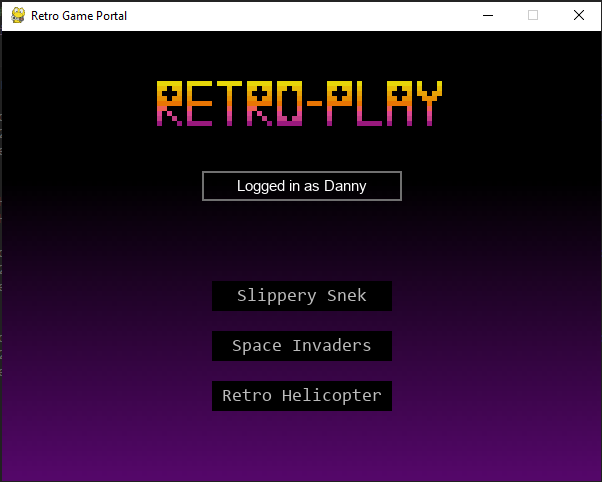 Retro Game Portal
RETRO-PLAY
Logged in as Danny
Slippery Snek
Space Invaders
Retro Helicopter